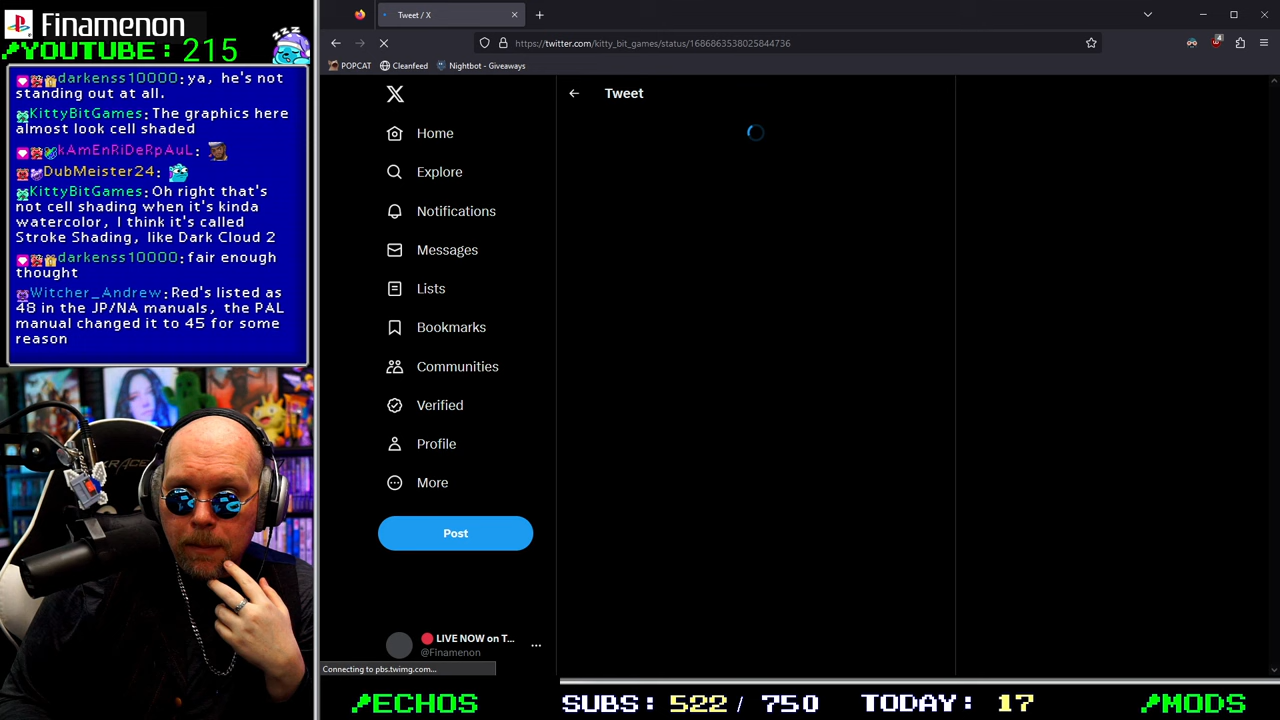 Finamenon
/YOUTUBE: 215
darkenss10000: ya, he's not
standing out at all.
KittyBitGames: The graphics here
almost look cell shaded
kAmEnRiDeRpAuL:
DubMeister24:
KittyBitGames: Oh right that's
not cell shading when it's kinda
watercolor, I think it's called
Stroke Shading, like Dark Cloud 2
darkenss10000: fair enough
thought
Witcher_Andrew: Red's listed as
48 in the JP/NA manuals, the PAL
manual changed it to 45 for some
reason
Tweet / X
https://twitter.com/kitty_bit_games/status/1686863538025844736
4
POPCAT
Cleanfeed
Nightbot - Giveaways
Tweet
Home
Explore
Notifications
Messages
Lists
Bookmarks
Communities
Verified
Profile
More
Post
LIVE NOW on T...
@Finamenon
Connecting to pbs.twimg.com...
/ECHOS
SUBS: 522/ 750
TODAY: 17
/MODS